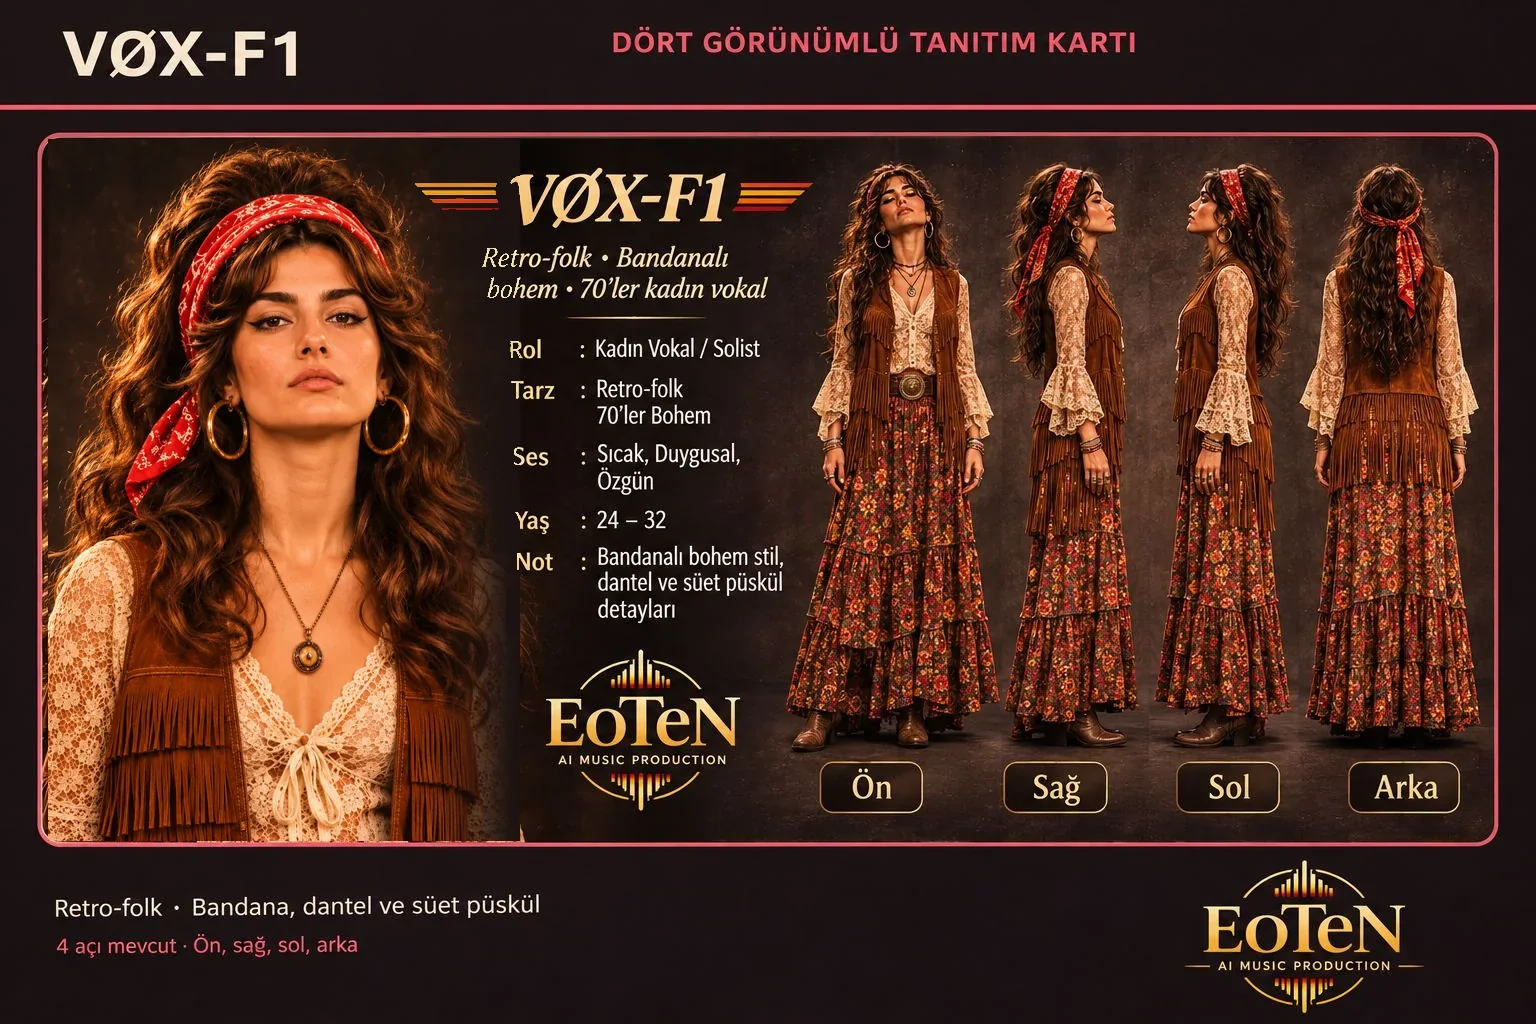 VØX-F1
DÖRT GÖRÜNÜMLÜ TANITIM KARTI
VØX-F1
Retro-folk • Bandanalı
bohem • 70’ler kadın vokal
Rol : Kadın Vokal / Solist
Tarz : Retro-folk
70’ler Bohem
Ses : Sıcak, Duygusal,
Özgün
Yaş : 24 – 32
Not : Bandanalı bohem stil,
dantel ve süet püskül
detayları
EoTeN
AI MUSIC PRODUCTION
Ön
Sağ
Sol
Arka
Retro-folk · Bandana, dantel ve süet püskül
4 açı mevcut · Ön, sağ, sol, arka
EoTeN
AI MUSIC PRODUCTION